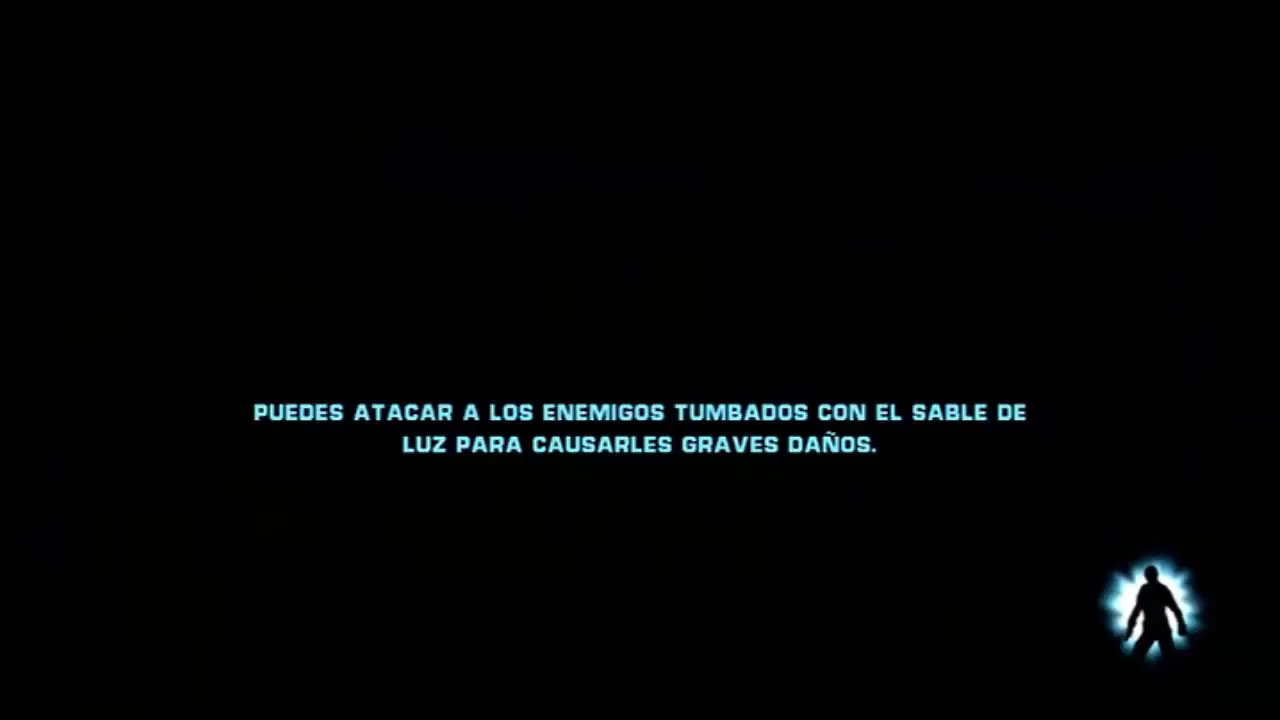 PUEDES ATACAR A LOS ENEMIGOS TUMBADOS CON EL SABLE DE
LUZ PARA CAUSARLES GRAVES DAÑOS.